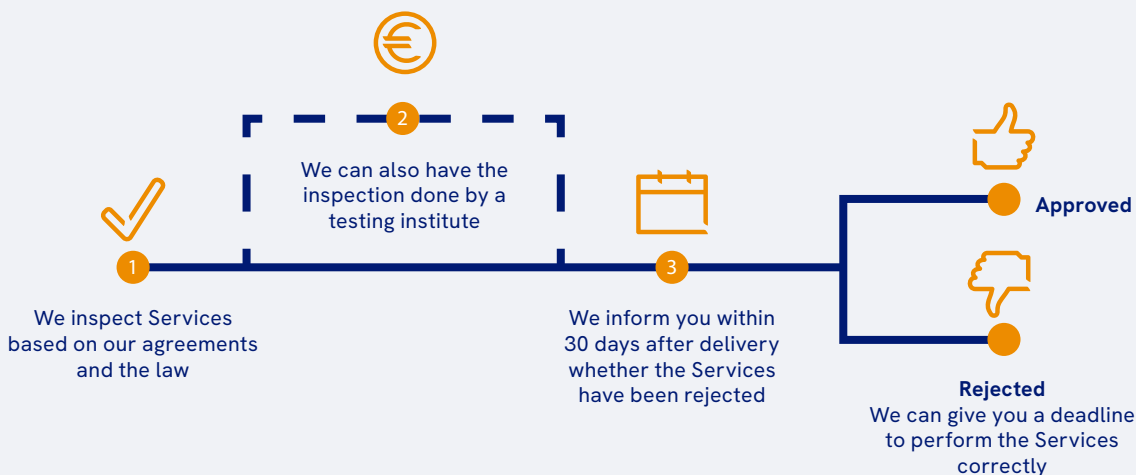 €
2
We can also have the
inspection done by a
testing institute
1
We inspect Services
based on our agreements
and the law
3
We inform you within
30 days after delivery
whether the Services
have been rejected
Approved
Rejected
We can give you a deadline
to perform the Services
correctly